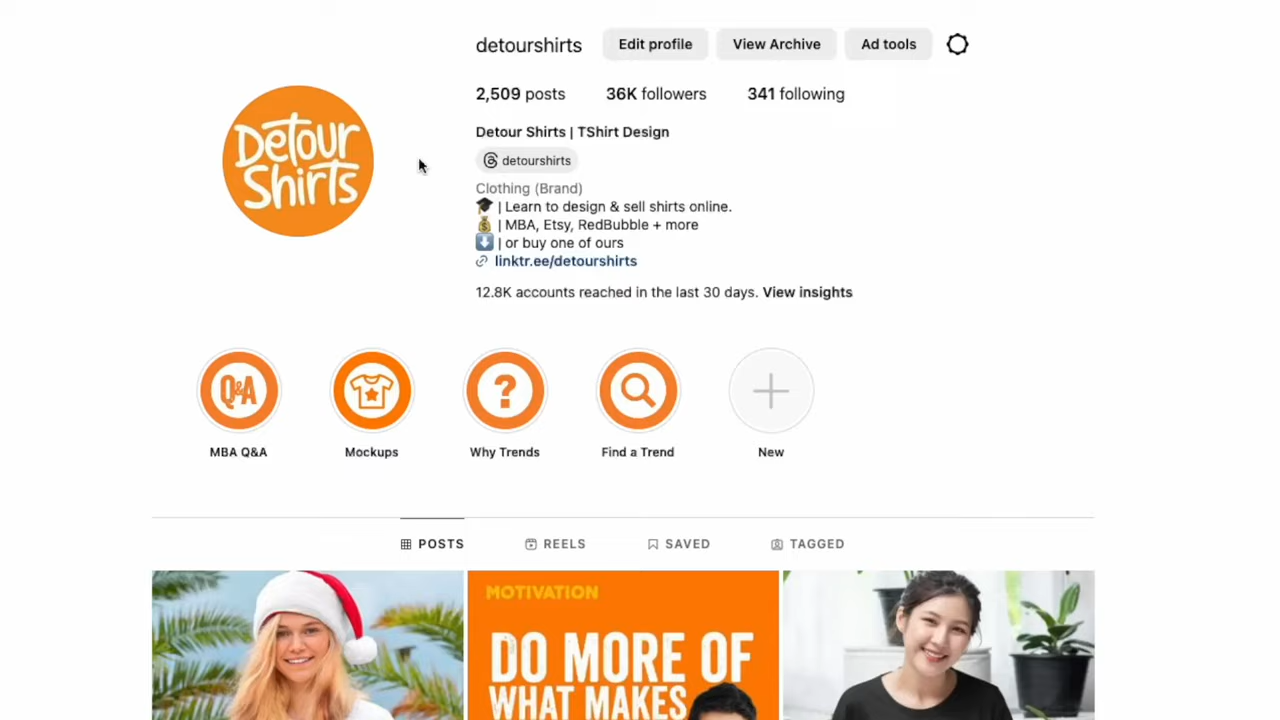 detourshirts Edit profile View Archive Ad tools
2,509 posts 36K followers 341 following
Detour Shirts
Detour Shirts | TShirt Design
detourshirts
Clothing (Brand)
🎓 | Learn to design & sell shirts online.
💰 | MBA, Etsy, RedBubble + more
⬇️ | or buy one of ours
linktr.ee/detourshirts
12.8K accounts reached in the last 30 days. View insights
Q&A
?
MBA Q&A Mockups Why Trends Find a Trend New
POSTS REELS SAVED TAGGED
MOTIVATION
DO MORE OF
WHAT MAKES